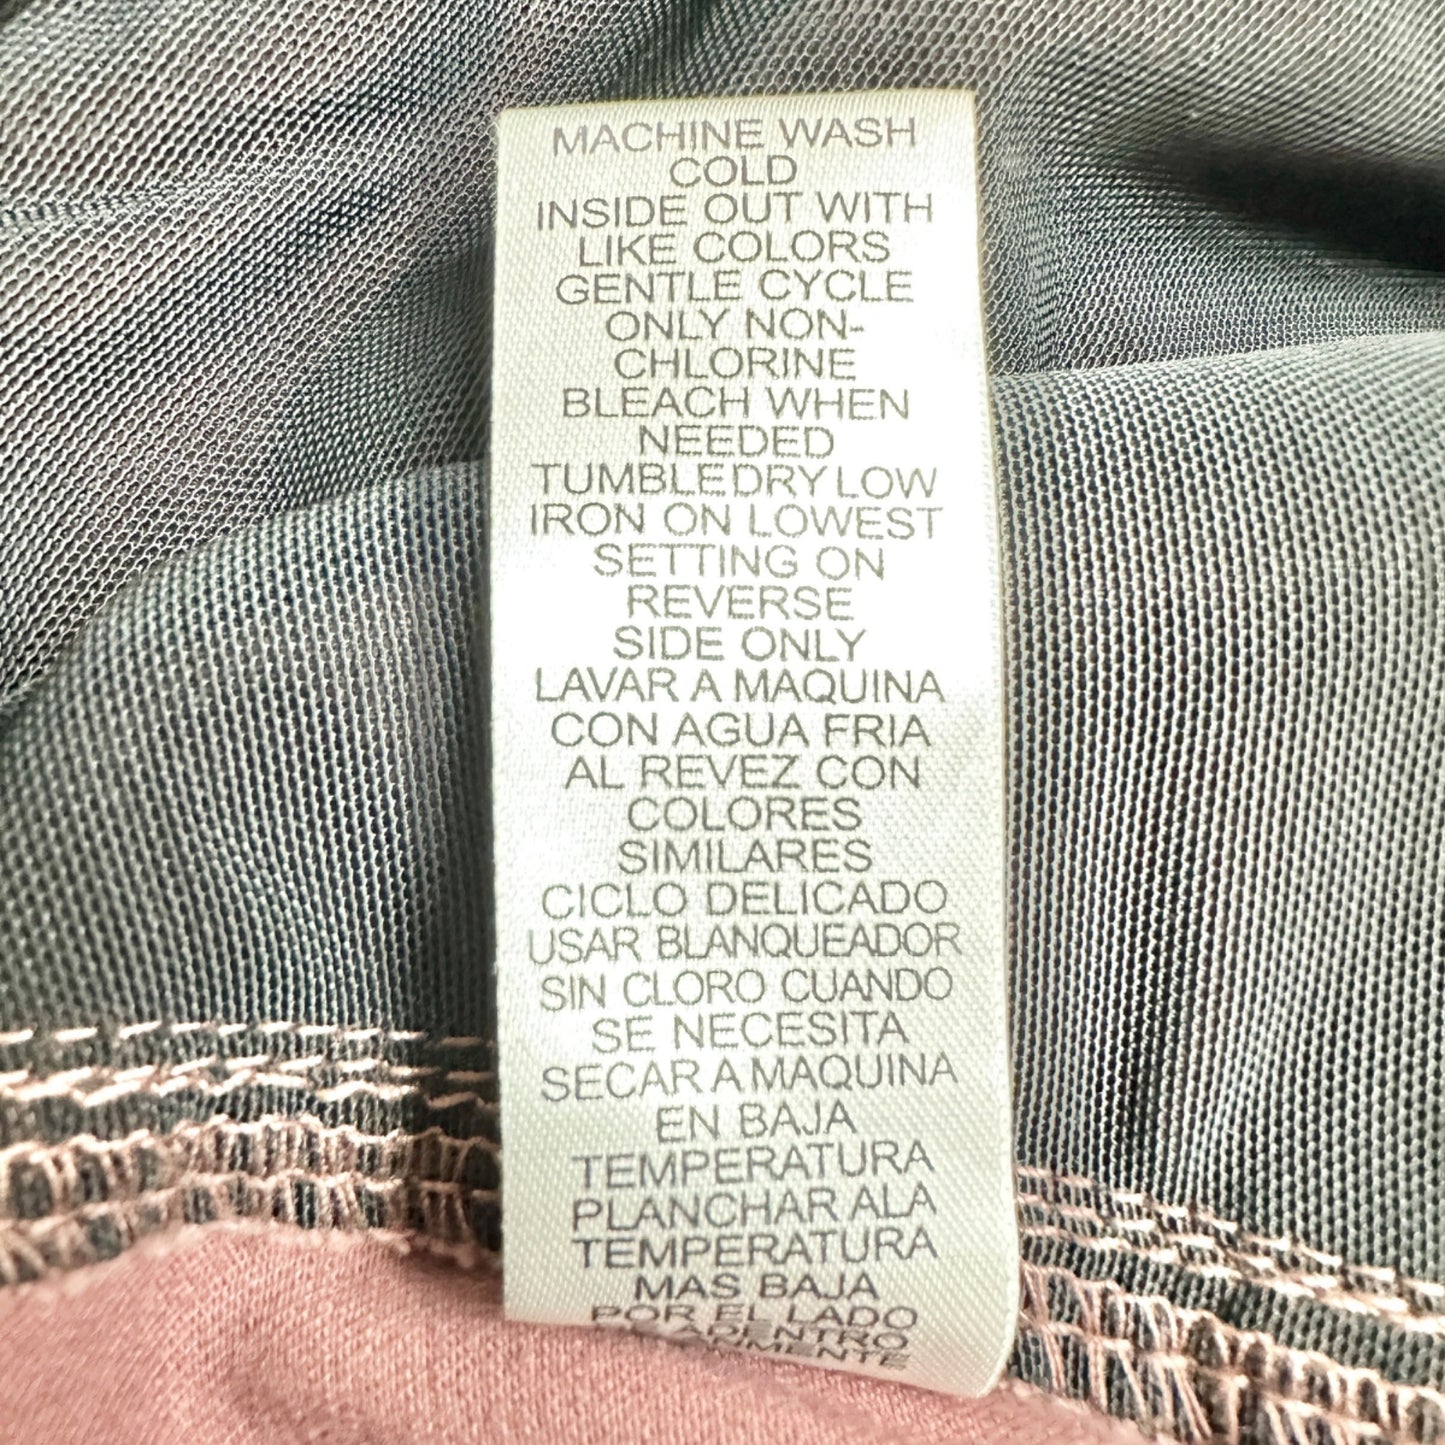 MACHINE WASH
COLD
INSIDE OUT WITH
LIKE COLORS
GENTLE CYCLE
ONLY NON-
CHLORINE
BLEACH WHEN
NEEDED
TUMBLE DRY LOW
IRON ON LOWEST
SETTING ON
REVERSE
SIDE ONLY
LAVAR A MAQUINA
CON AGUA FRIA
AL REVEZ CON
COLORES
SIMILARES
CICLO DELICADO
USAR BLANQUEADOR
SIN CLORO CUANDO
SE NECESITA
SECAR A MAQUINA
EN BAJA
TEMPERATURA
PLANCHAR ALA
TEMPERATURA
MAS BAJA
POR EL LADO
ADENTRO